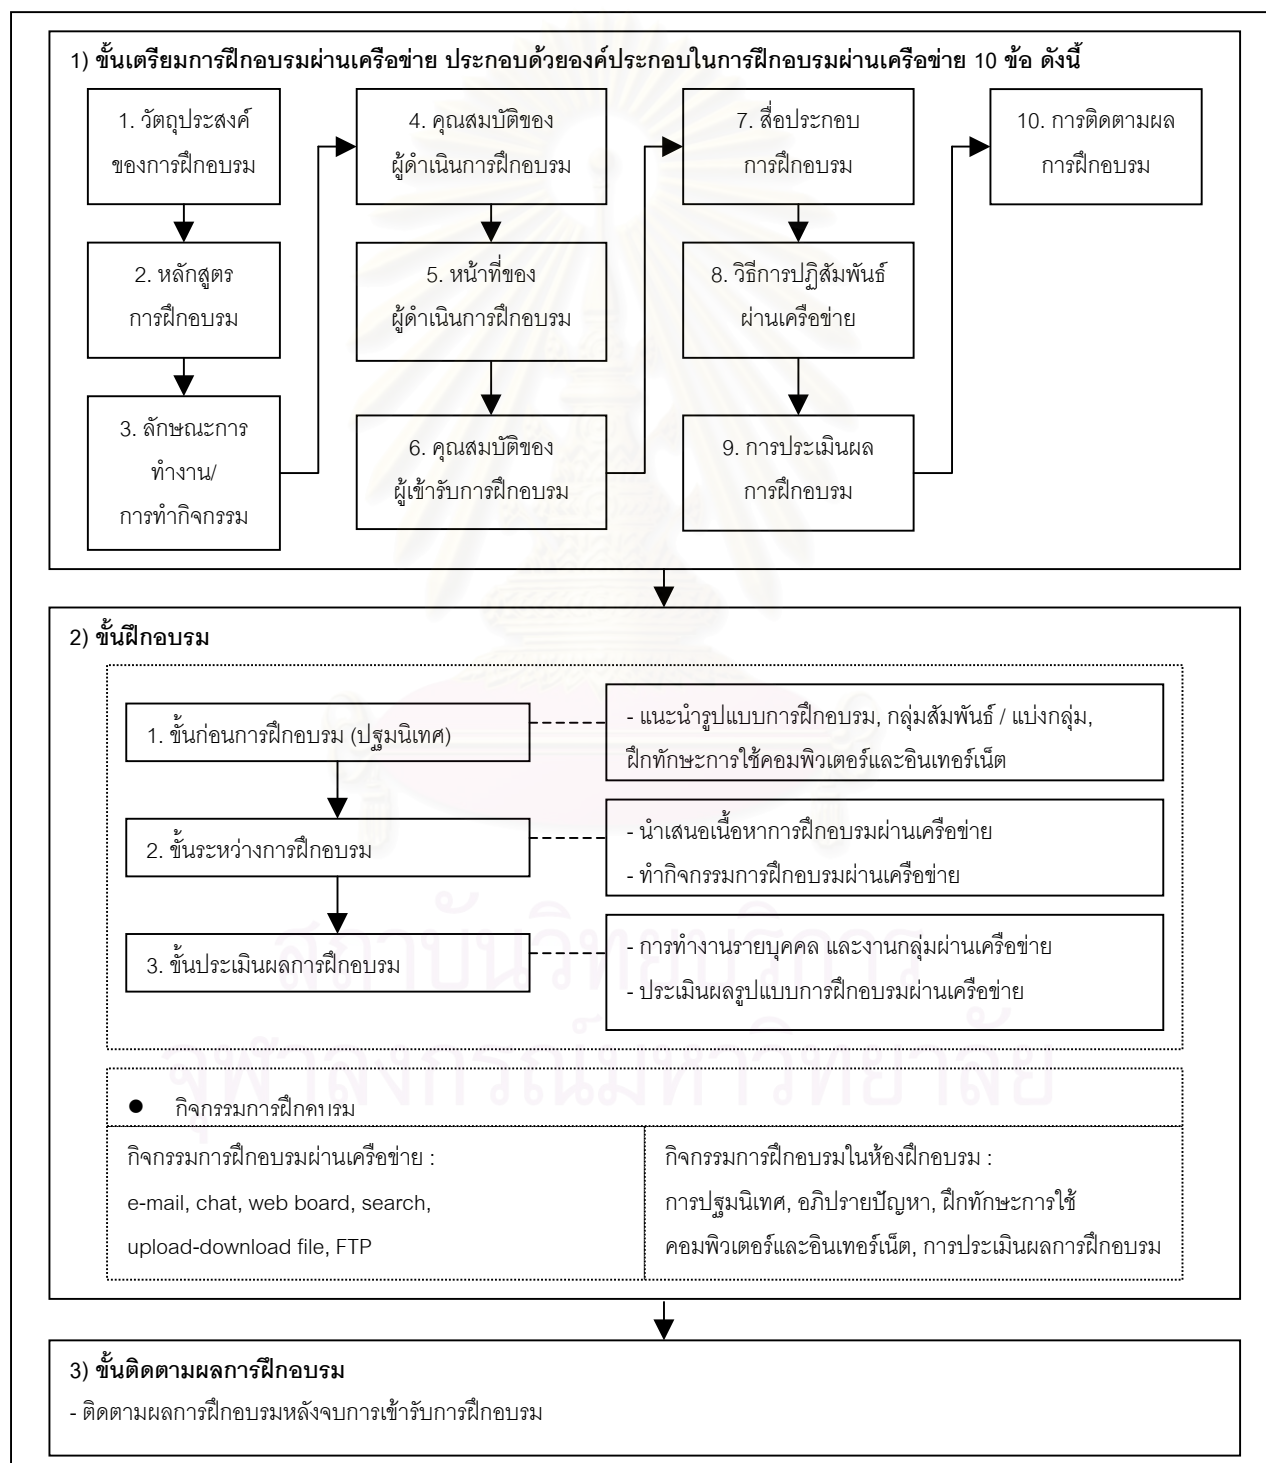 1) ขั้นเตรียมการฝึกอบรมผ่านเครือข่าย ประกอบด้วยองค์ประกอบในการฝึกอบรมผ่านเครือข่าย 10 ข้อ ดังนี้
1. วัตถุประสงค์
ของการฝึกอบรม
2. หลักสูตร
การฝึกอบรม
3. ลักษณะการ
ทำงาน/
การทำกิจกรรม
4. คุณสมบัติของ
ผู้ดำเนินการฝึกอบรม
5. หน้าที่ของ
ผู้ดำเนินการฝึกอบรม
6. คุณสมบัติของ
ผู้เข้ารับการฝึกอบรม
7. สื่อประกอบ
การฝึกอบรม
8. วิธีการปฏิสัมพันธ์
ผ่านเครือข่าย
9. การประเมินผล
การฝึกอบรม
10. การติดตามผล
การฝึกอบรม
2) ขั้นฝึกอบรม
1. ขั้นก่อนการฝึกอบรม (ปฐมนิเทศ)
- แนะนำรูปแบบการฝึกอบรม, กลุ่มสัมพันธ์ / แบ่งกลุ่ม,
ฝึกทักษะการใช้คอมพิวเตอร์และอินเทอร์เน็ต
2. ขั้นระหว่างการฝึกอบรม
- นำเสนอเนื้อหาการฝึกอบรมผ่านเครือข่าย
- ทำกิจกรรมการฝึกอบรมผ่านเครือข่าย
3. ขั้นประเมินผลการฝึกอบรม
- การทำงานรายบุคคล และงานกลุ่มผ่านเครือข่าย
- ประเมินผลรูปแบบการฝึกอบรมผ่านเครือข่าย
สถาบันวิทยบริการ
จุฬาลงกรณ์มหาวิทยาลัย
● กิจกรรมการฝึกอบรม
กิจกรรมการฝึกอบรมผ่านเครือข่าย :
e-mail, chat, web board, search,
upload-download file, FTP
กิจกรรมการฝึกอบรมในห้องฝึกอบรม :
การปฐมนิเทศ, อภิปรายปัญหา, ฝึกทักษะการใช้
คอมพิวเตอร์และอินเทอร์เน็ต, การประเมินผลการฝึกอบรม
3) ขั้นติดตามผลการฝึกอบรม
- ติดตามผลการฝึกอบรมหลังจบการเข้ารับการฝึกอบรม